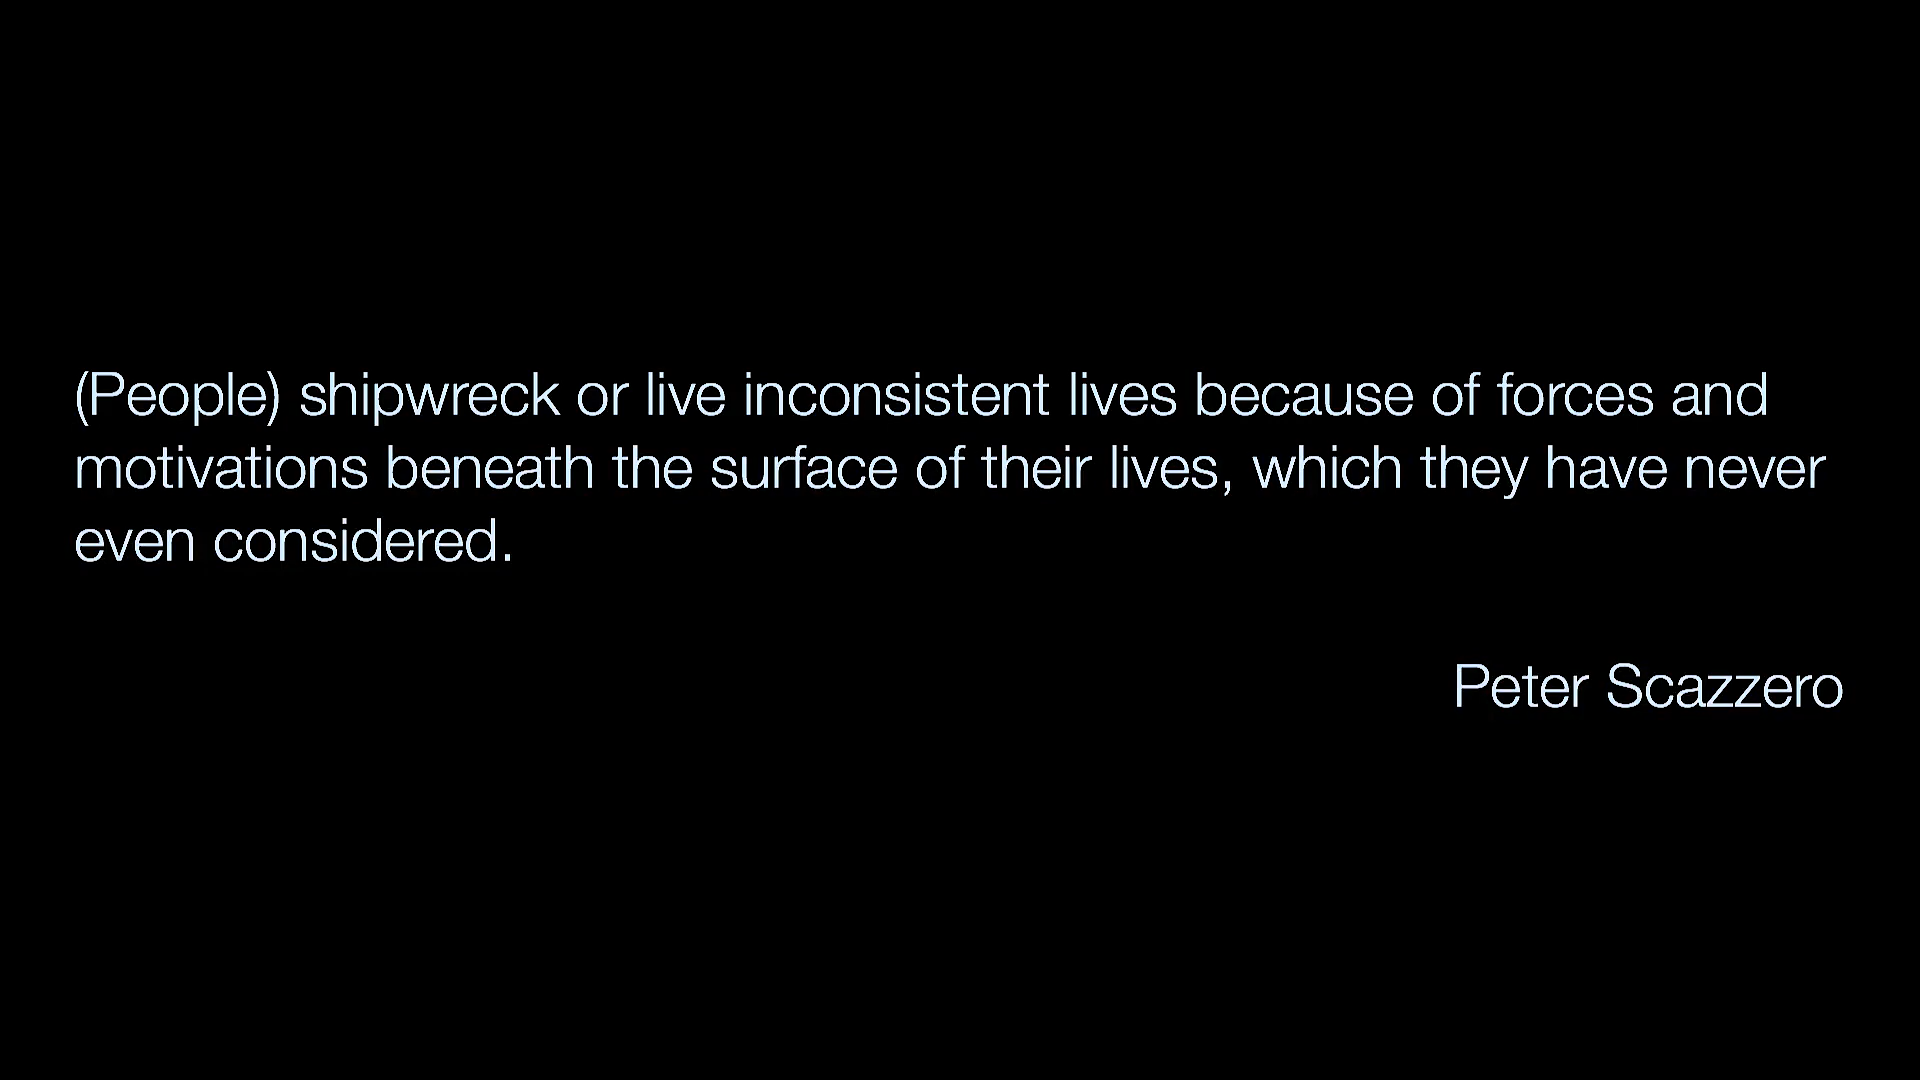 (People) shipwreck or live inconsistent lives because of forces and
motivations beneath the surface of their lives, which they have never
even considered.
Peter Scazzero